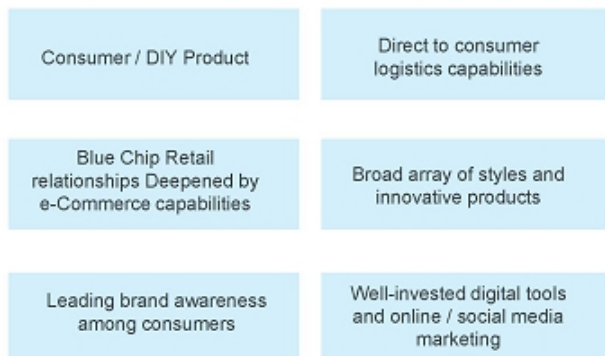 Consumer / DIY Product
Direct to consumer
logistics capabilities
Blue Chip Retail
relationships Deepened by
e-Commerce capabilities
Broad array of styles and
innovative products
Leading brand awareness
among consumers
Well-invested digital tools
and online / social media
marketing